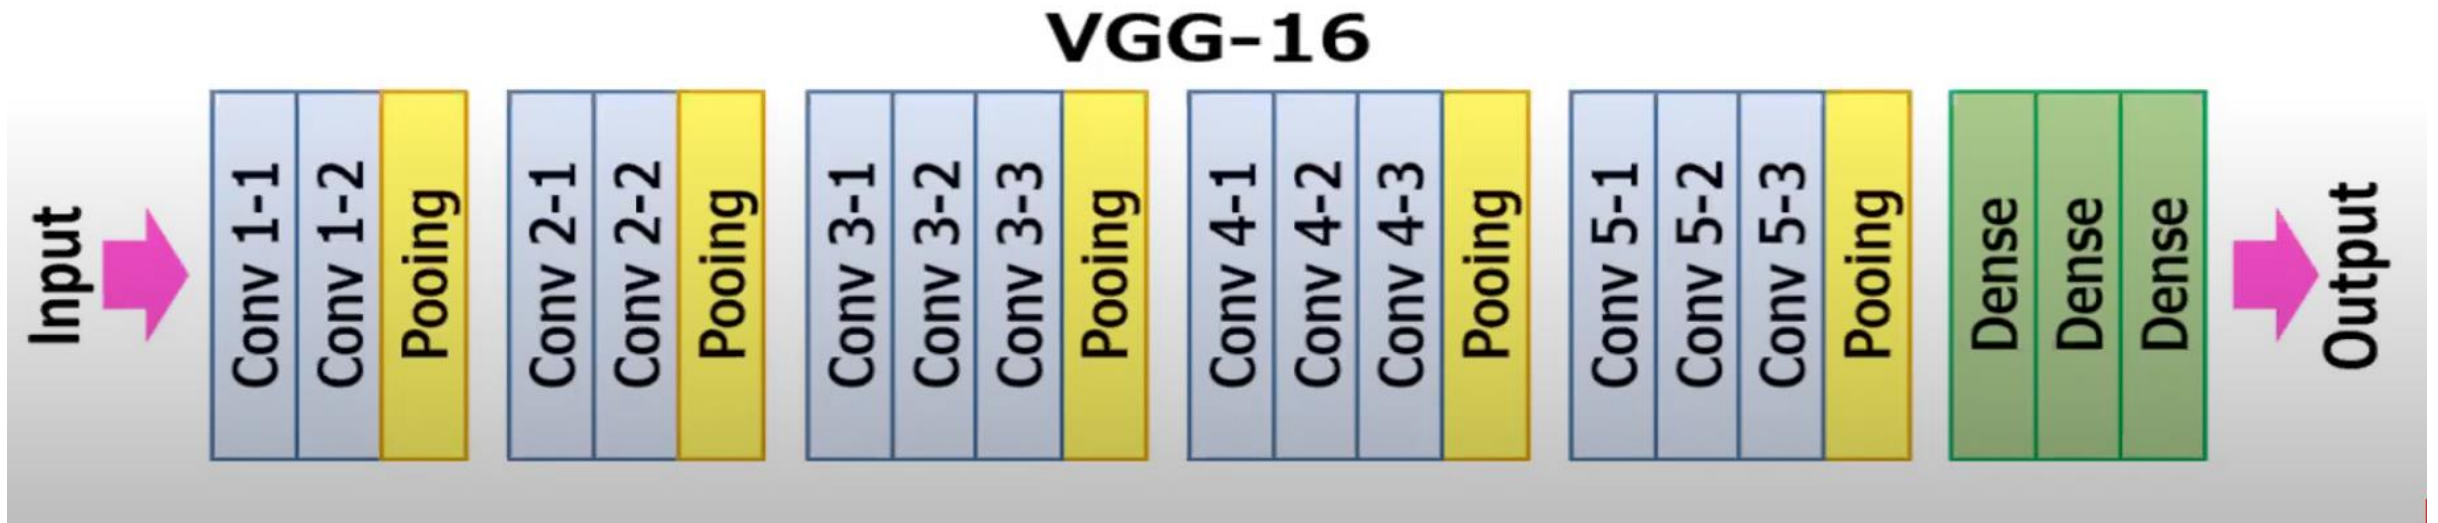 VGG-16
Input
Conv 1-1
Conv 1-2
Pooing
Conv 2-1
Conv 2-2
Pooing
Conv 3-1
Conv 3-2
Conv 3-3
Pooing
Conv 4-1
Conv 4-2
Conv 4-3
Pooing
Conv 5-1
Conv 5-2
Conv 5-3
Pooing
Dense
Dense
Dense
Output